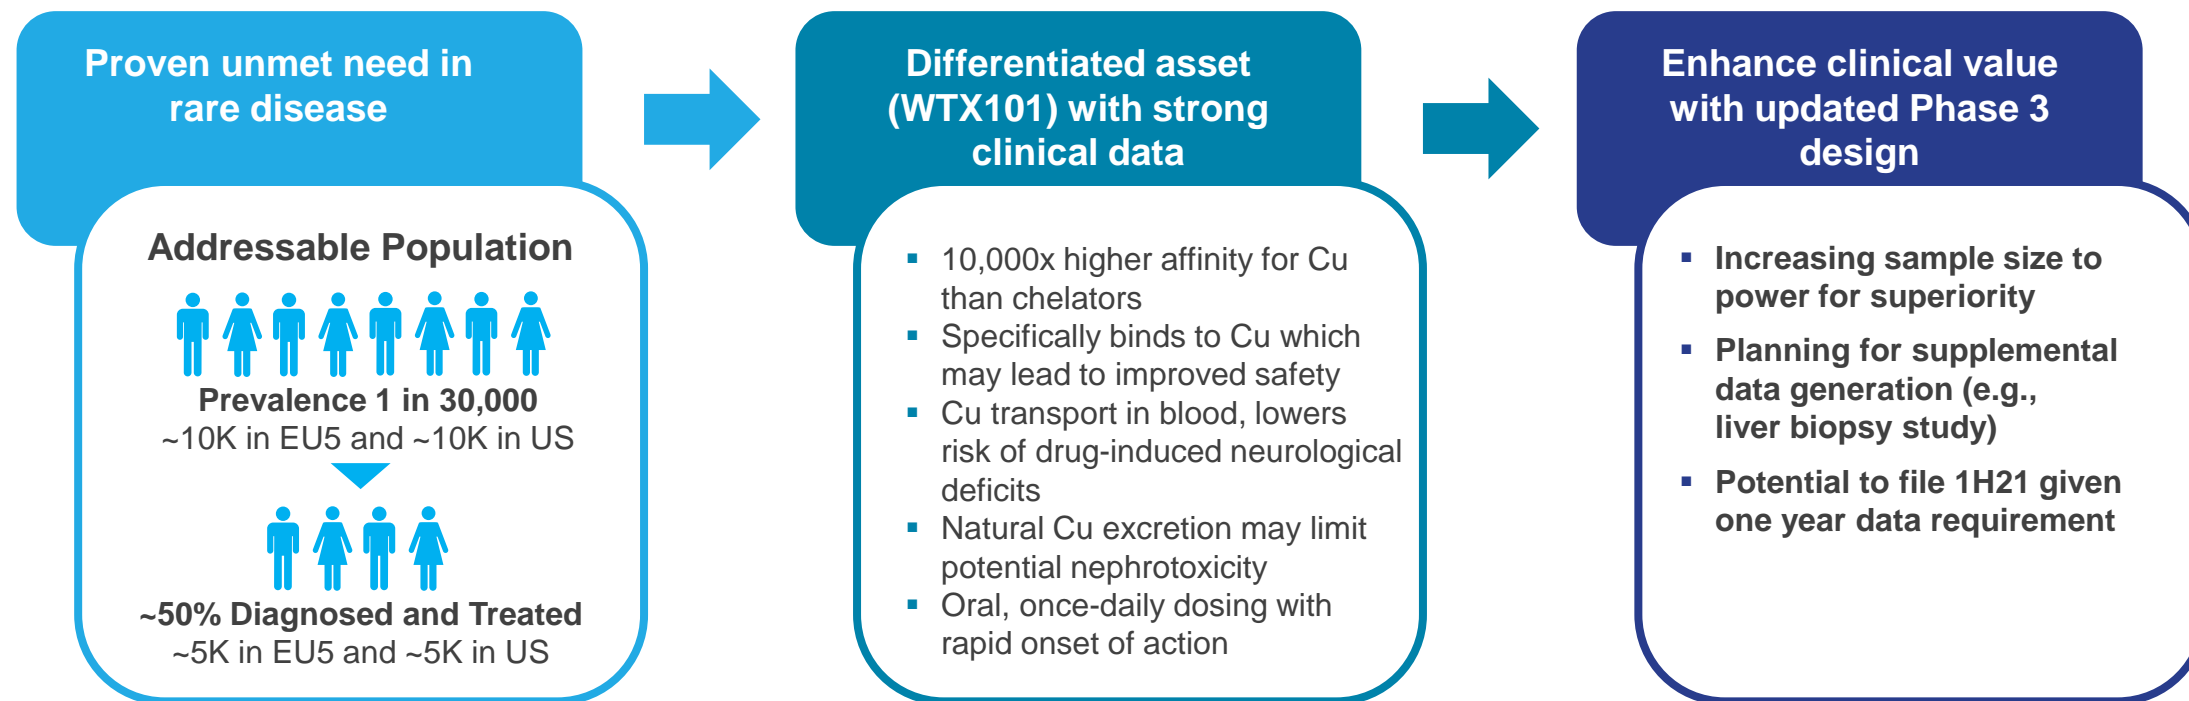 Proven unmet need in
rare disease
Addressable Population
Prevalence 1 in 30,000
~10K in EU5 and ~10K in US
~50% Diagnosed and Treated
~5K in EU5 and ~5K in US
Differentiated asset
(WTX101) with strong
clinical data
▪ 10,000x higher affinity for Cu
than chelators
▪ Specifically binds to Cu which
may lead to improved safety
▪ Cu transport in blood, lowers
risk of drug-induced neurological
deficits
▪ Natural Cu excretion may limit
potential nephrotoxicity
▪ Oral, once-daily dosing with
rapid onset of action
Enhance clinical value
with updated Phase 3
design
▪ Increasing sample size to
power for superiority
▪ Planning for supplemental
data generation (e.g.,
liver biopsy study)
▪ Potential to file 1H21 given
one year data requirement